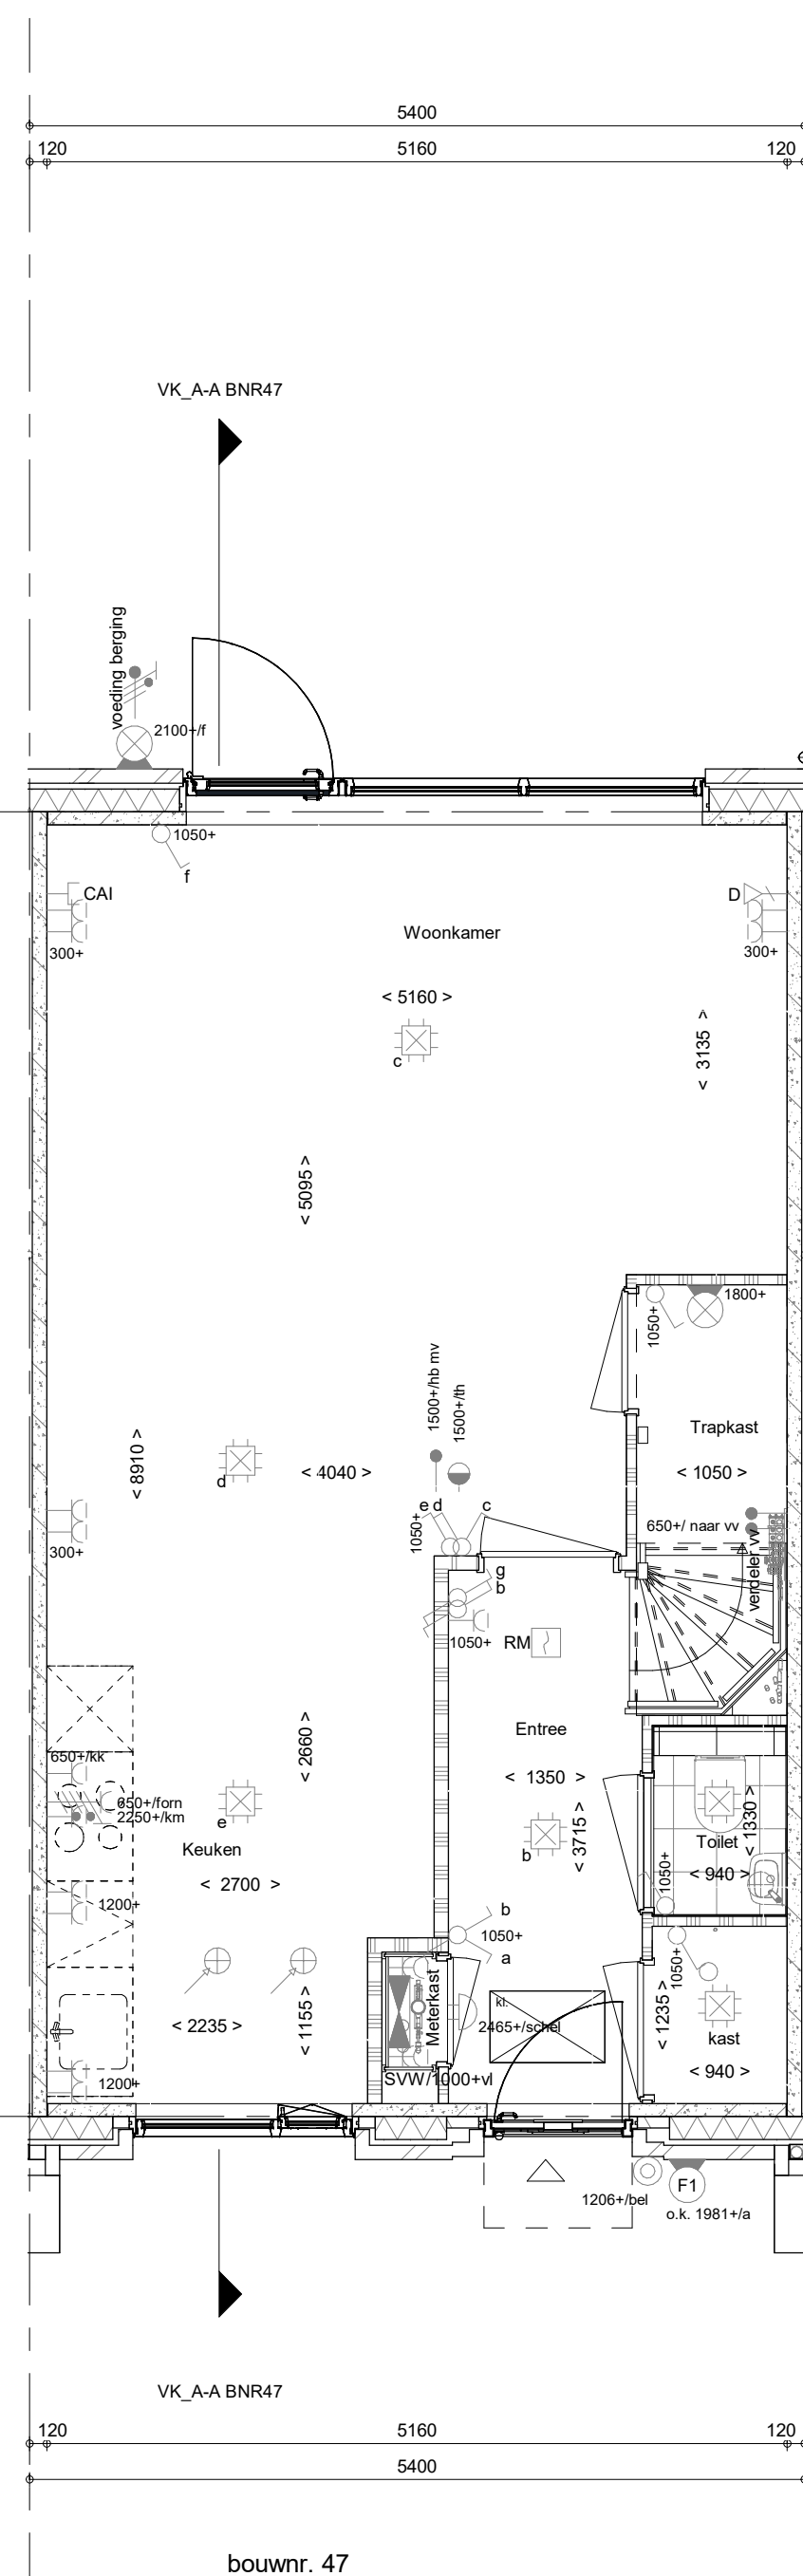 5400
120 5160 120
VK_A-A BNR47
voeding berging
2100+/f
1050+
f
CAI
300+
D
300+
Woonkamer
< 5160 >
c
< 3135 >
< 5095 >
1050+
1800+
Trapkast
< 1050 >
650+/ naar vv
verdeler vv
1500+/hb mv
1500+/th
< 8910 >
d
< 4040 >
e d c
1050+
300+
g
b
1050+
RM
Entree
< 1350 >
< 3715 >
b
< 2660 >
650+/kk
650+/forn
2250+/km
e
Keuken
< 2700 >
1200+
Toilet
< 1330 >
< 940 >
1050+
b
1050+
a
1050+
< 2235 >
< 1155 >
Meterkast
kl.
2465+/schel
< 1235 >
kast
< 940 >
1200+
SVW/1000+vl
1206+/bel
F1
o.k. 1981+/a
VK_A-A BNR47
120 5160 120
5400
bouwnr. 47